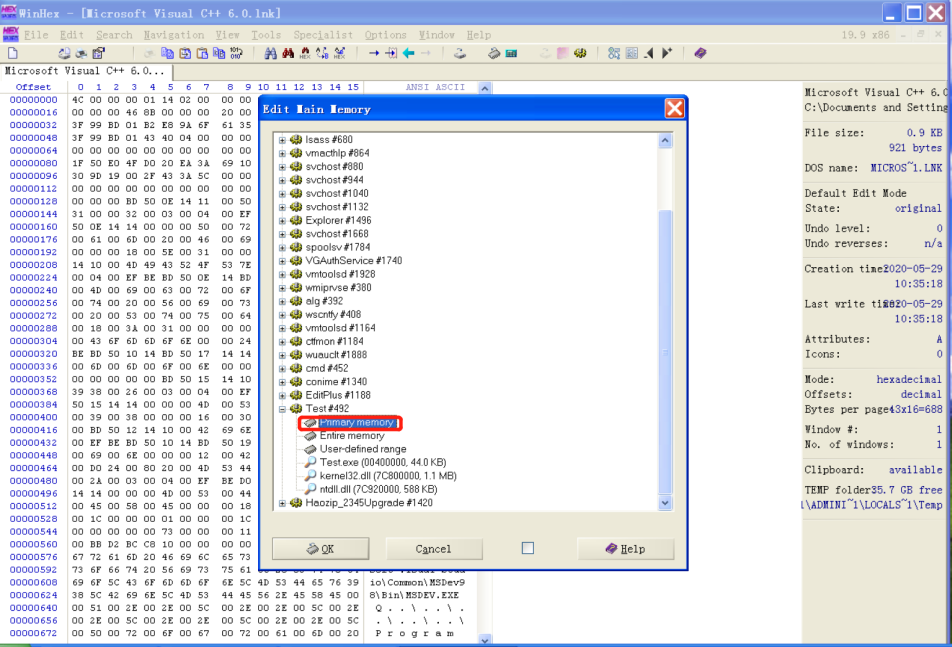 WinHex - [Microsoft Visual C++ 6.0.lnk]
File Edit Search Navigation View Tools Specialist Options Window Help
19.9 x86
Microsoft Visual C++ 6.0...
Offset 0 1 2 3 4 5 6 7 8 9 10 11 12 13 14 15 ANSI ASCII
00000000 4C 00 00 00 01 14 02 00 00 00
00000016 00 00 00 46 8B 00 00 00 20 00
00000032 3F 99 BD 01 B2 E8 9A 6F 61 35
00000048 3F 99 BD 01 43 40 04 00 00 00
00000064 00 00 00 00 00 00 00 00 00 00
00000080 1F 50 E0 4F D0 20 EA 3A 69 10
00000096 30 9D 19 00 2F 43 3A 5C 00 00
00000112 00 00 00 00 00 00 00 00 00 00
00000128 00 00 00 BD 50 0E 14 11 00 50
00000144 31 00 00 32 00 03 00 04 00 EF
00000160 50 0E 14 14 00 00 00 50 00 72
00000176 00 61 00 6D 00 20 00 46 00 69
00000192 00 00 00 18 00 5E 00 31 00 00
00000208 14 10 00 4D 49 43 52 4F 53 7E
00000224 00 04 00 EF BE BD 50 0E 14 BD
00000240 00 4D 00 69 00 63 00 72 00 6F
00000256 00 74 00 20 00 56 00 69 00 73
00000272 00 20 00 53 00 74 00 75 00 64
00000288 00 18 00 3A 00 31 00 00 00 00
00000304 00 43 6F 6D 6D 6F 6E 00 00 24
00000320 BE BD 50 10 14 BD 50 17 14 14
00000336 00 6D 00 6D 00 6F 00 6E 00 00
00000352 00 00 00 00 00 BD 50 15 14 10
00000368 39 38 00 26 00 03 00 04 00 EF
00000384 50 15 14 14 00 00 00 4D 00 53
00000400 00 39 00 38 00 00 00 16 00 30
00000416 00 BD 50 12 14 10 00 42 69 6E
00000432 00 EF BE BD 50 10 14 BD 50 19
00000448 00 69 00 6E 00 00 00 12 00 42
00000464 00 D0 24 00 80 20 00 4D 53 44
00000480 00 2A 00 03 00 04 00 EF BE D0
00000496 14 14 00 00 00 4D 00 53 00 44
00000512 00 45 00 58 00 45 00 00 00 18
00000528 00 1C 00 00 00 01 00 00 00 1C
00000544 00 00 00 00 00 73 00 00 00 11
00000560 00 BB D2 BC C8 10 00 00 00 00
00000576 67 72 61 6D 20 46 69 6C 65 73
00000592 73 6F 66 74 20 56 69 73 75 61
00000608 69 6F 5C 43 6F 6D 6D 6F 6E 5C 4D 53 44 65 76 39 io\Common\MSDev9
00000624 38 5C 42 69 6E 5C 4D 53 44 45 56 2E 45 58 45 00 8\Bin\MSDEV.EXE
00000640 00 51 00 2E 00 2E 00 5C 00 2E 00 2E 00 5C 00 2E Q . . \ . . \ .
00000656 00 2E 00 5C 00 2E 00 2E 00 5C 00 2E 00 2E 00 5C . \ . . \ . . \
00000672 00 50 00 72 00 6F 00 67 00 72 00 61 00 6D 00 20 P r o g r a m
Edit Main Memory
lsass #680
vmacthlp #864
svchost #880
svchost #944
svchost #1040
svchost #1132
Explorer #1496
svchost #1668
spoolsv #1784
VGAuthService #1740
vmtoolsd #1928
wmiprvse #380
alg #392
wscntfy #408
vmtoolsd #1164
ctfmon #1184
wuauclt #1888
cmd #452
conime #1340
EditPlus #1188
Test #492
Primary memory
Entire memory
User-defined range
Test.exe (00400000, 44.0 KB)
kernel32.dll (7C800000, 1.1 MB)
ntdll.dll (7C920000, 588 KB)
Haozip_2345Upgrade #1420
OK Cancel Help
Microsoft Visual C++ 6.0
C:\Documents and Setting
File size: 0.9 KB
921 bytes
DOS name: MICROS~1.LNK
Default Edit Mode
State: original
Undo level: 0
Undo reverses: n/a
Creation time 2020-05-29
10:35:18
Last write time 2020-05-29
10:35:18
Attributes: A
Icons: 0
Mode: hexadecimal
Offsets: decimal
Bytes per page 43x16=688
Window #: 1
No. of windows: 1
Clipboard: available
TEMP folder 35.7 GB free
\ADMINI~1\LOCALS~1\Temp